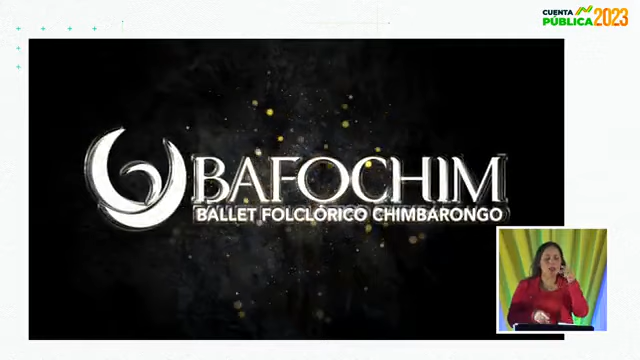 CUENTA
PÚBLICA 2023
BAFOCHIM
BALLET FOLCLÓRICO CHIMBARONGO